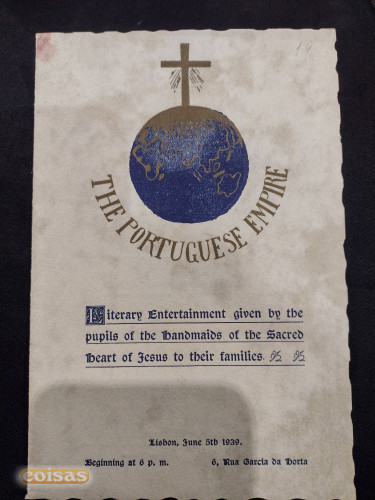 THE PORTUGUESE EMPIRE
Literary Entertainment given by the
pupils of the Handmaids of the Sacred
Heart of Jesus to their families.
Lisbon, June 5th 1939.
Beginning at 6 p. m. 6, Rua Garcia da Horta
coisas